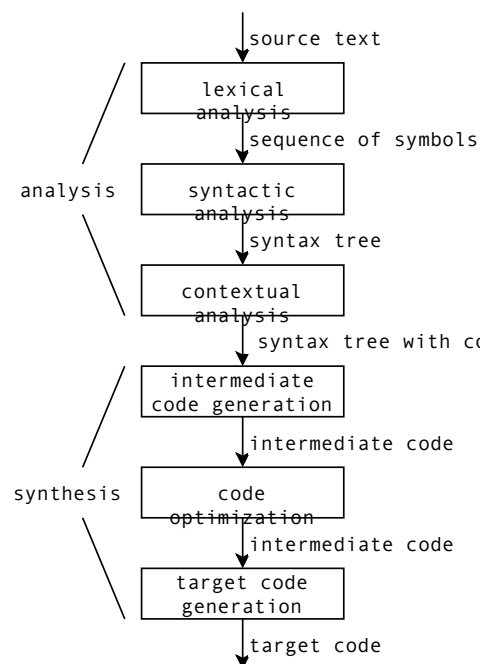 source text
lexical
analysis
sequence of symbols
analysis
syntactic
analysis
syntax tree
contextual
analysis
syntax tree with co
intermediate
code generation
intermediate code
synthesis
code
optimization
intermediate code
target code
generation
target code